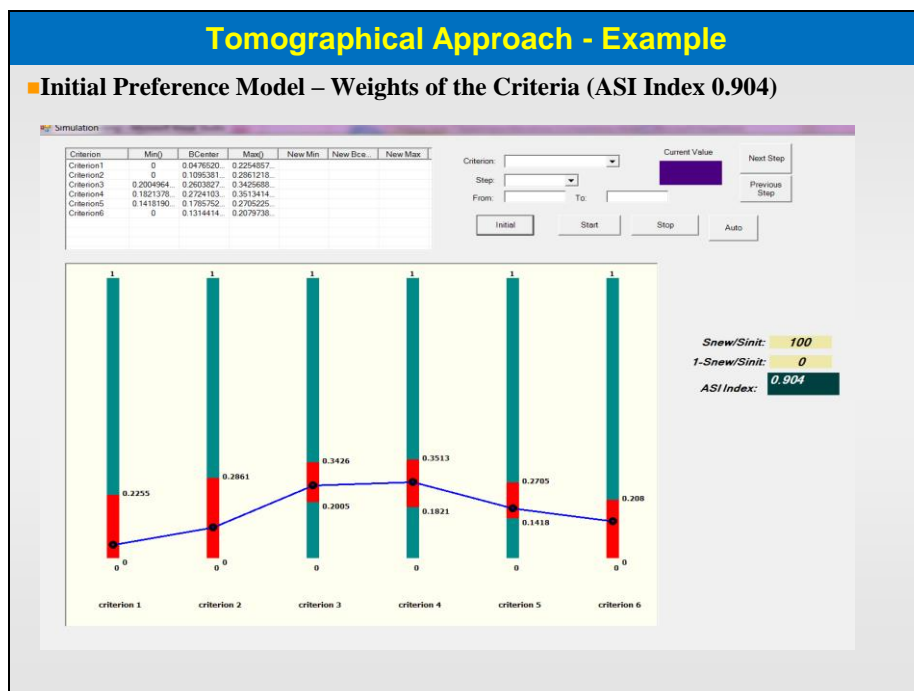 Tomographical Approach - Example
Initial Preference Model – Weights of the Criteria (ASI Index 0.904)
Simulation
Criterion Min() BCenter Max() New Min New Bce... New Max
Criterion1 0 0.0476520... 0.2254857...
Criterion2 0 0.1095381... 0.2861218...
Criterion3 0.2004964... 0.2603827... 0.3425688...
Criterion4 0.1821378... 0.2724103... 0.3513414...
Criterion5 0.1418190... 0.1785752... 0.2705225...
Criterion6 0 0.1314414... 0.2079738...
Criterion:
Step:
From: To:
Current Value
Next Step
Previous Step
Initial Start Stop Auto
1 1 1 1 1 1
0.2255 0.2861 0.3426 0.3513 0.2705 0.208
0.2005 0.1821 0.1418
0 0 0
0 0 0 0 0 0
criterion 1 criterion 2 criterion 3 criterion 4 criterion 5 criterion 6
Snew/Sinit: 100
1-Snew/Sinit: 0
ASI Index: 0.904